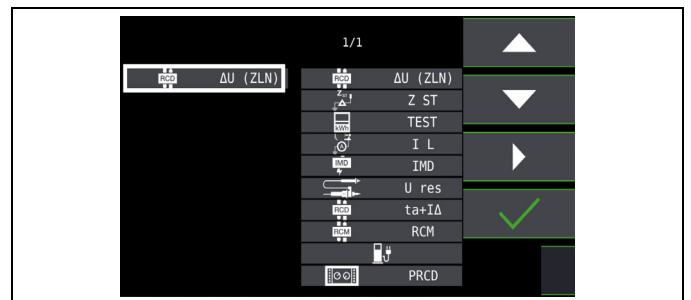 1/1
RCD ΔU (ZLN)
RCD ΔU (ZLN)
ZST Z ST
kWh TEST
A I L
IMD IMD
U res
RCD ta+IΔ
RCM RCM
PRCD